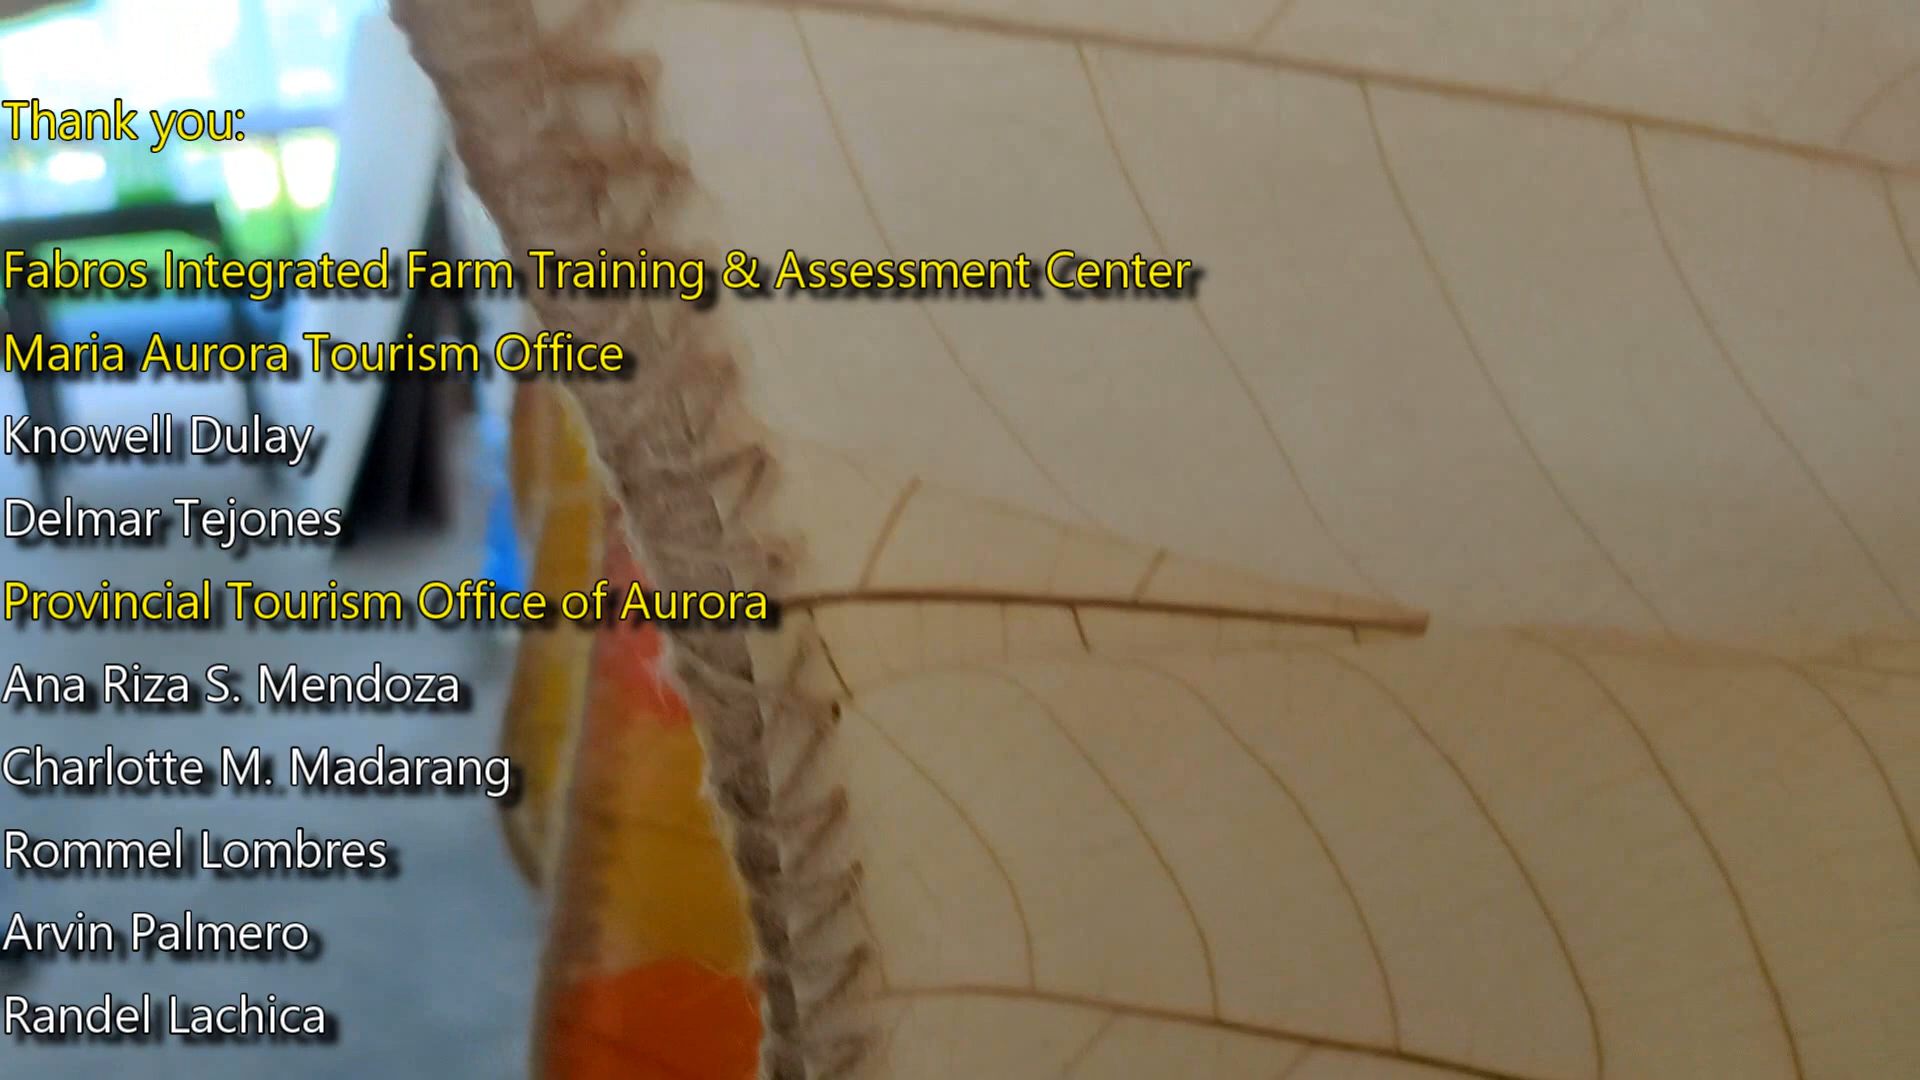 Thank you:
Fabros Integrated Farm Training & Assessment Center
Maria Aurora Tourism Office
Knowell Dulay
Delmar Tejones
Provincial Tourism Office of Aurora
Ana Riza S. Mendoza
Charlotte M. Madarang
Rommel Lombres
Arvin Palmero
Randel Lachica